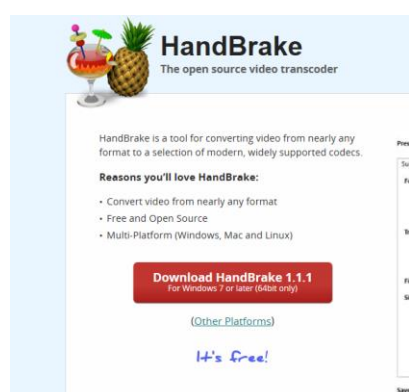 HandBrake
The open source video transcoder
HandBrake is a tool for converting video from nearly any
format to a selection of modern, widely supported codecs.
Reasons you'll love HandBrake:
• Convert video from nearly any format
• Free and Open Source
• Multi-Platform (Windows, Mac and Linux)
Download HandBrake 1.1.1
For Windows 7 or later (64bit only)
(Other Platforms)
It's free!